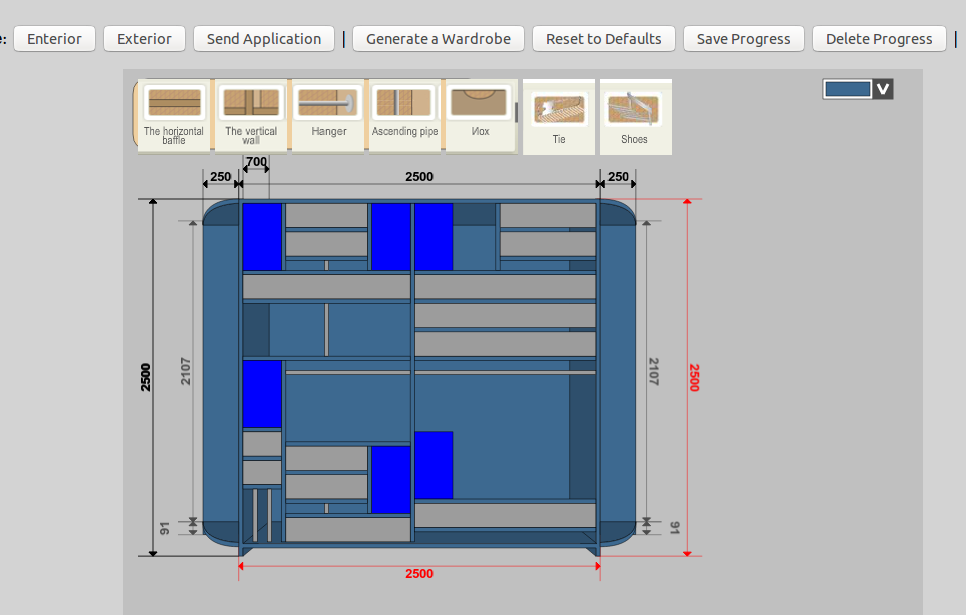 e: Enterior Exterior Send Application | Generate a Wardrobe Reset to Defaults Save Progress Delete Progress |
V
The horizontal
baffle
The vertical
wall
Hanger
Ascending pipe
Иox
Tie
Shoes
700
250 2500 250
2500
2107
91
2107
91
2500
2500